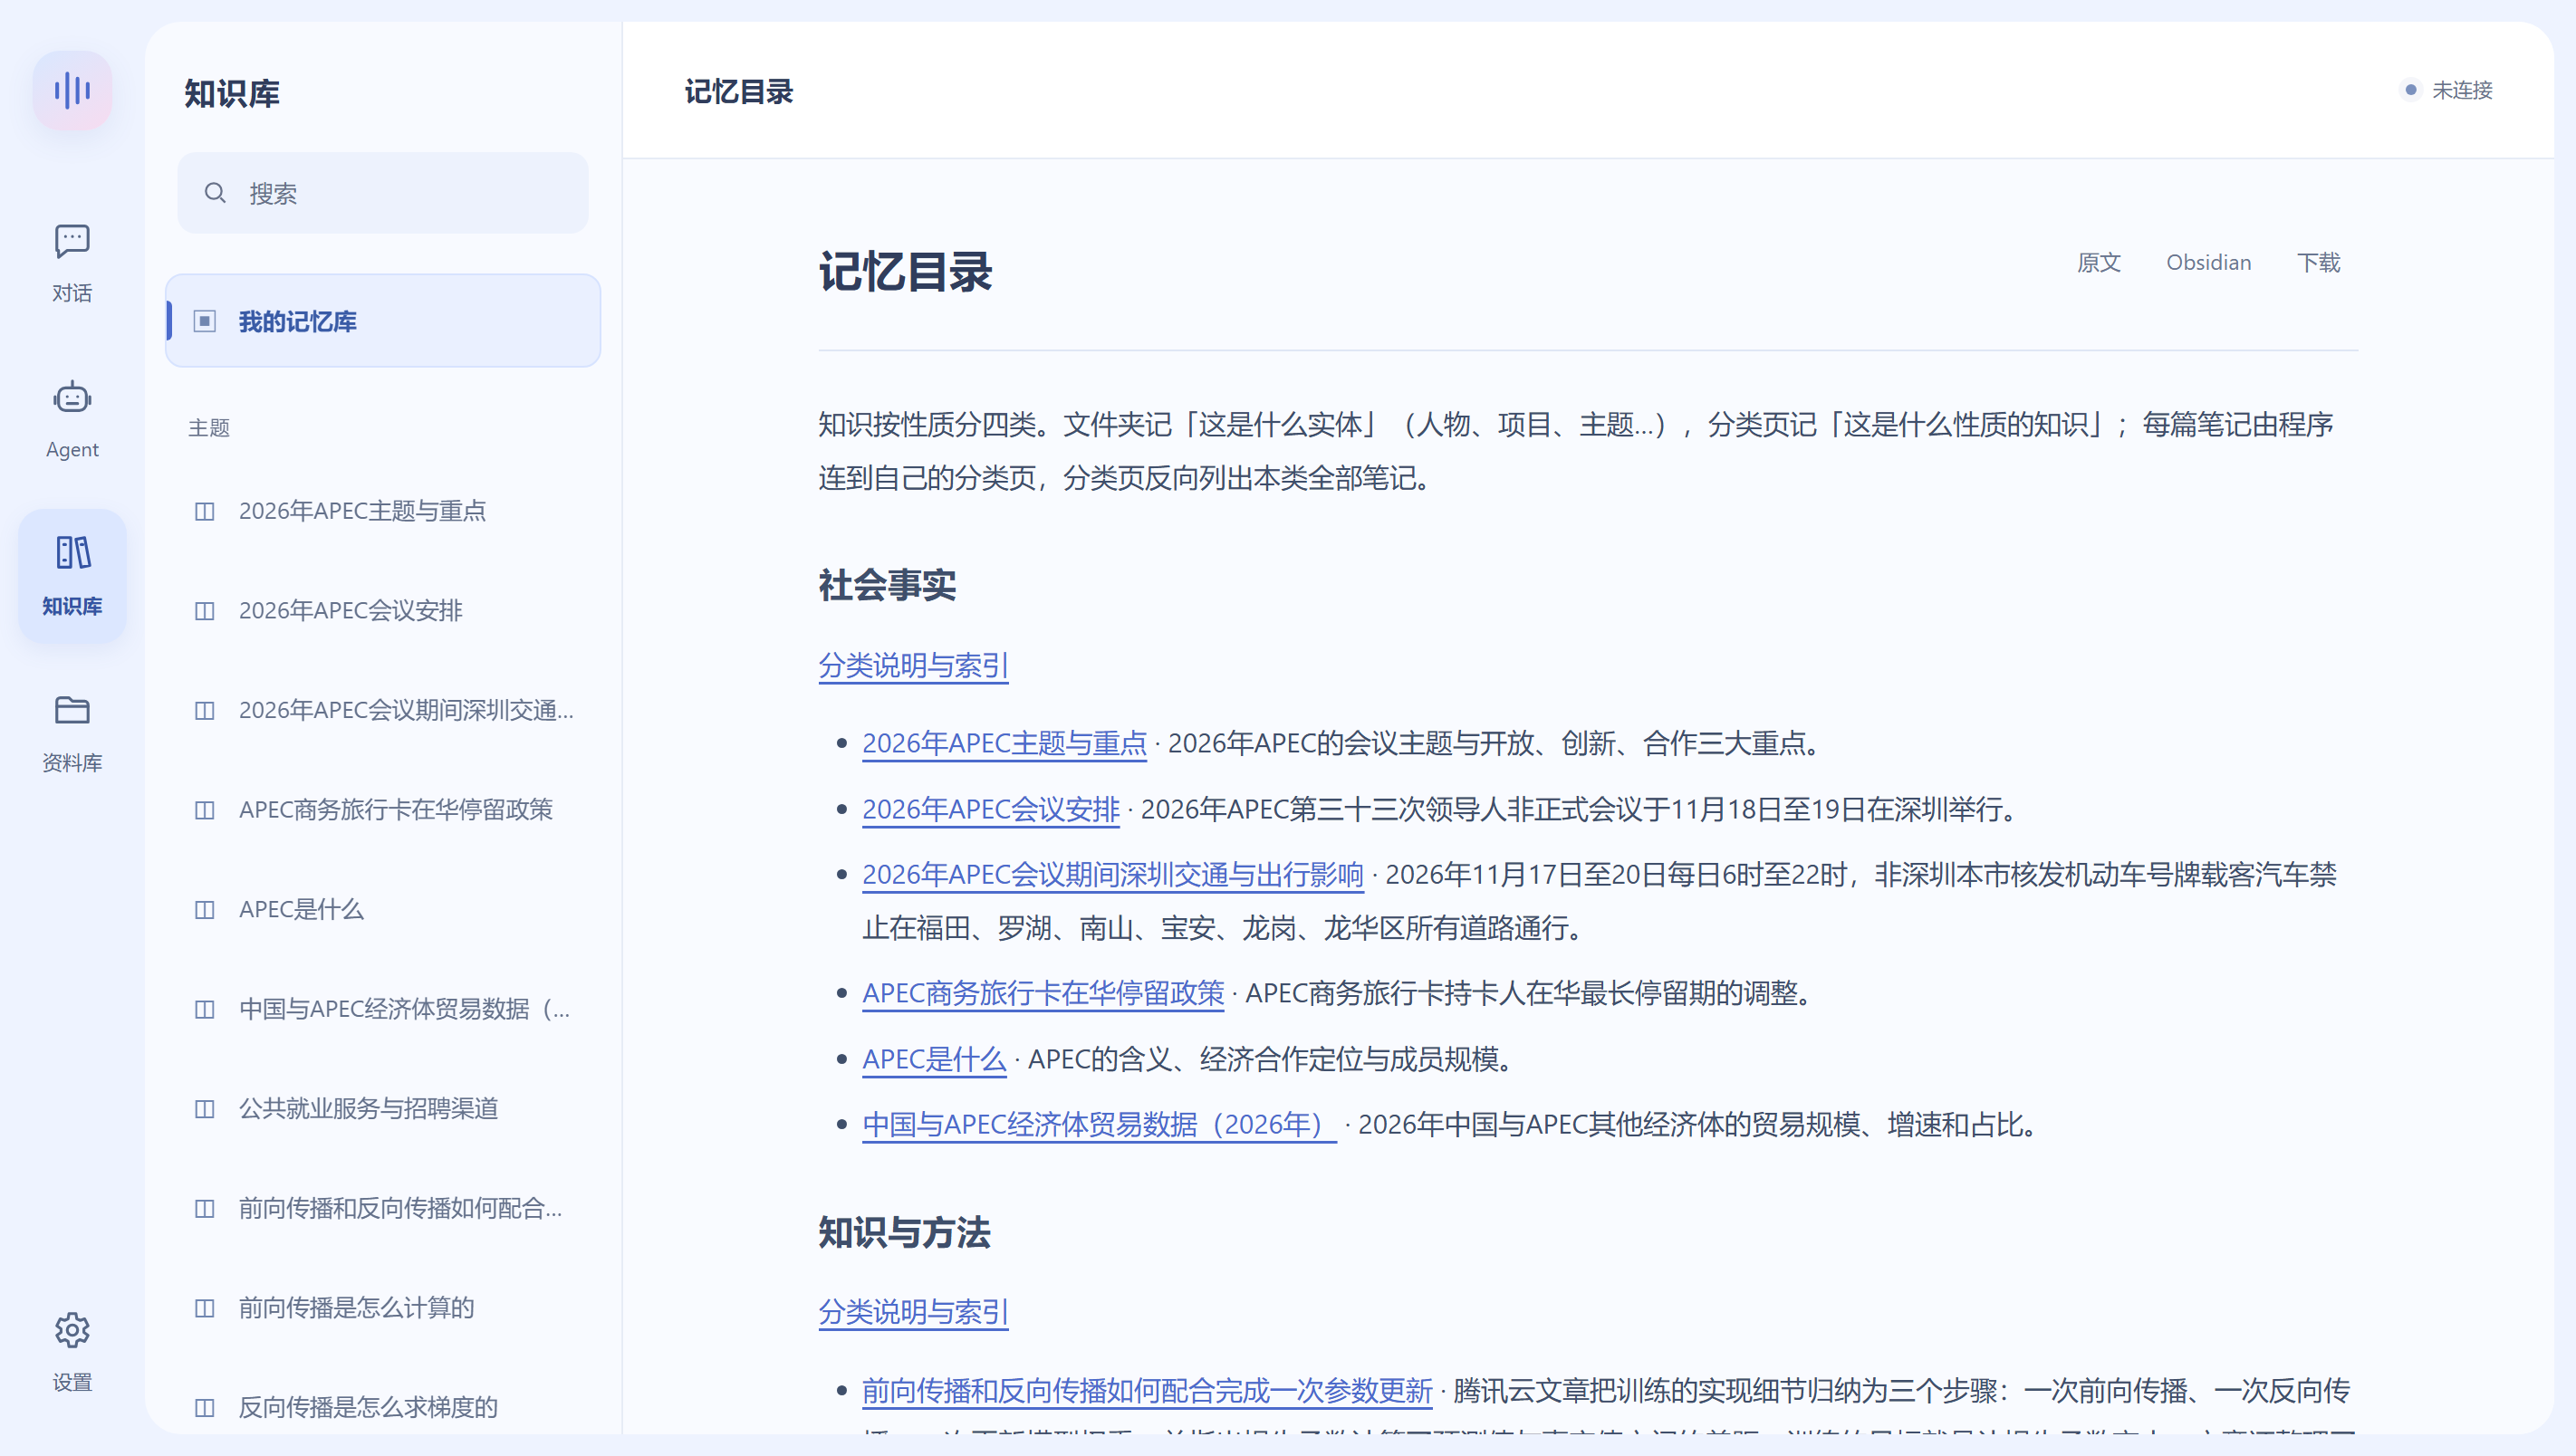 对话
Agent
知识库
资料库
设置
知识库
搜索
我的记忆库
主题
2026年APEC主题与重点
2026年APEC会议安排
2026年APEC会议期间深圳交通...
APEC商务旅行卡在华停留政策
APEC是什么
中国与APEC经济体贸易数据（...
公共就业服务与招聘渠道
前向传播和反向传播如何配合...
前向传播是怎么计算的
反向传播是怎么求梯度的
记忆目录
未连接
记忆目录
原文 Obsidian 下载
知识按性质分四类。文件夹记「这是什么实体」（人物、项目、主题…），分类页记「这是什么性质的知识」；每篇笔记由程序
连到自己的分类页，分类页反向列出本类全部笔记。
社会事实
分类说明与索引
2026年APEC主题与重点 · 2026年APEC的会议主题与开放、创新、合作三大重点。
2026年APEC会议安排 · 2026年APEC第三十三次领导人非正式会议于11月18日至19日在深圳举行。
2026年APEC会议期间深圳交通与出行影响 · 2026年11月17日至20日每日6时至22时，非深圳本市核发机动车号牌载客汽车禁
止在福田、罗湖、南山、宝安、龙岗、龙华区所有道路通行。
APEC商务旅行卡在华停留政策 · APEC商务旅行卡持卡人在华最长停留期的调整。
APEC是什么 · APEC的含义、经济合作定位与成员规模。
中国与APEC经济体贸易数据（2026年） · 2026年中国与APEC其他经济体的贸易规模、增速和占比。
知识与方法
分类说明与索引
前向传播和反向传播如何配合完成一次参数更新 · 腾讯云文章把训练的实现细节归纳为三个步骤：一次前向传播、一次反向传